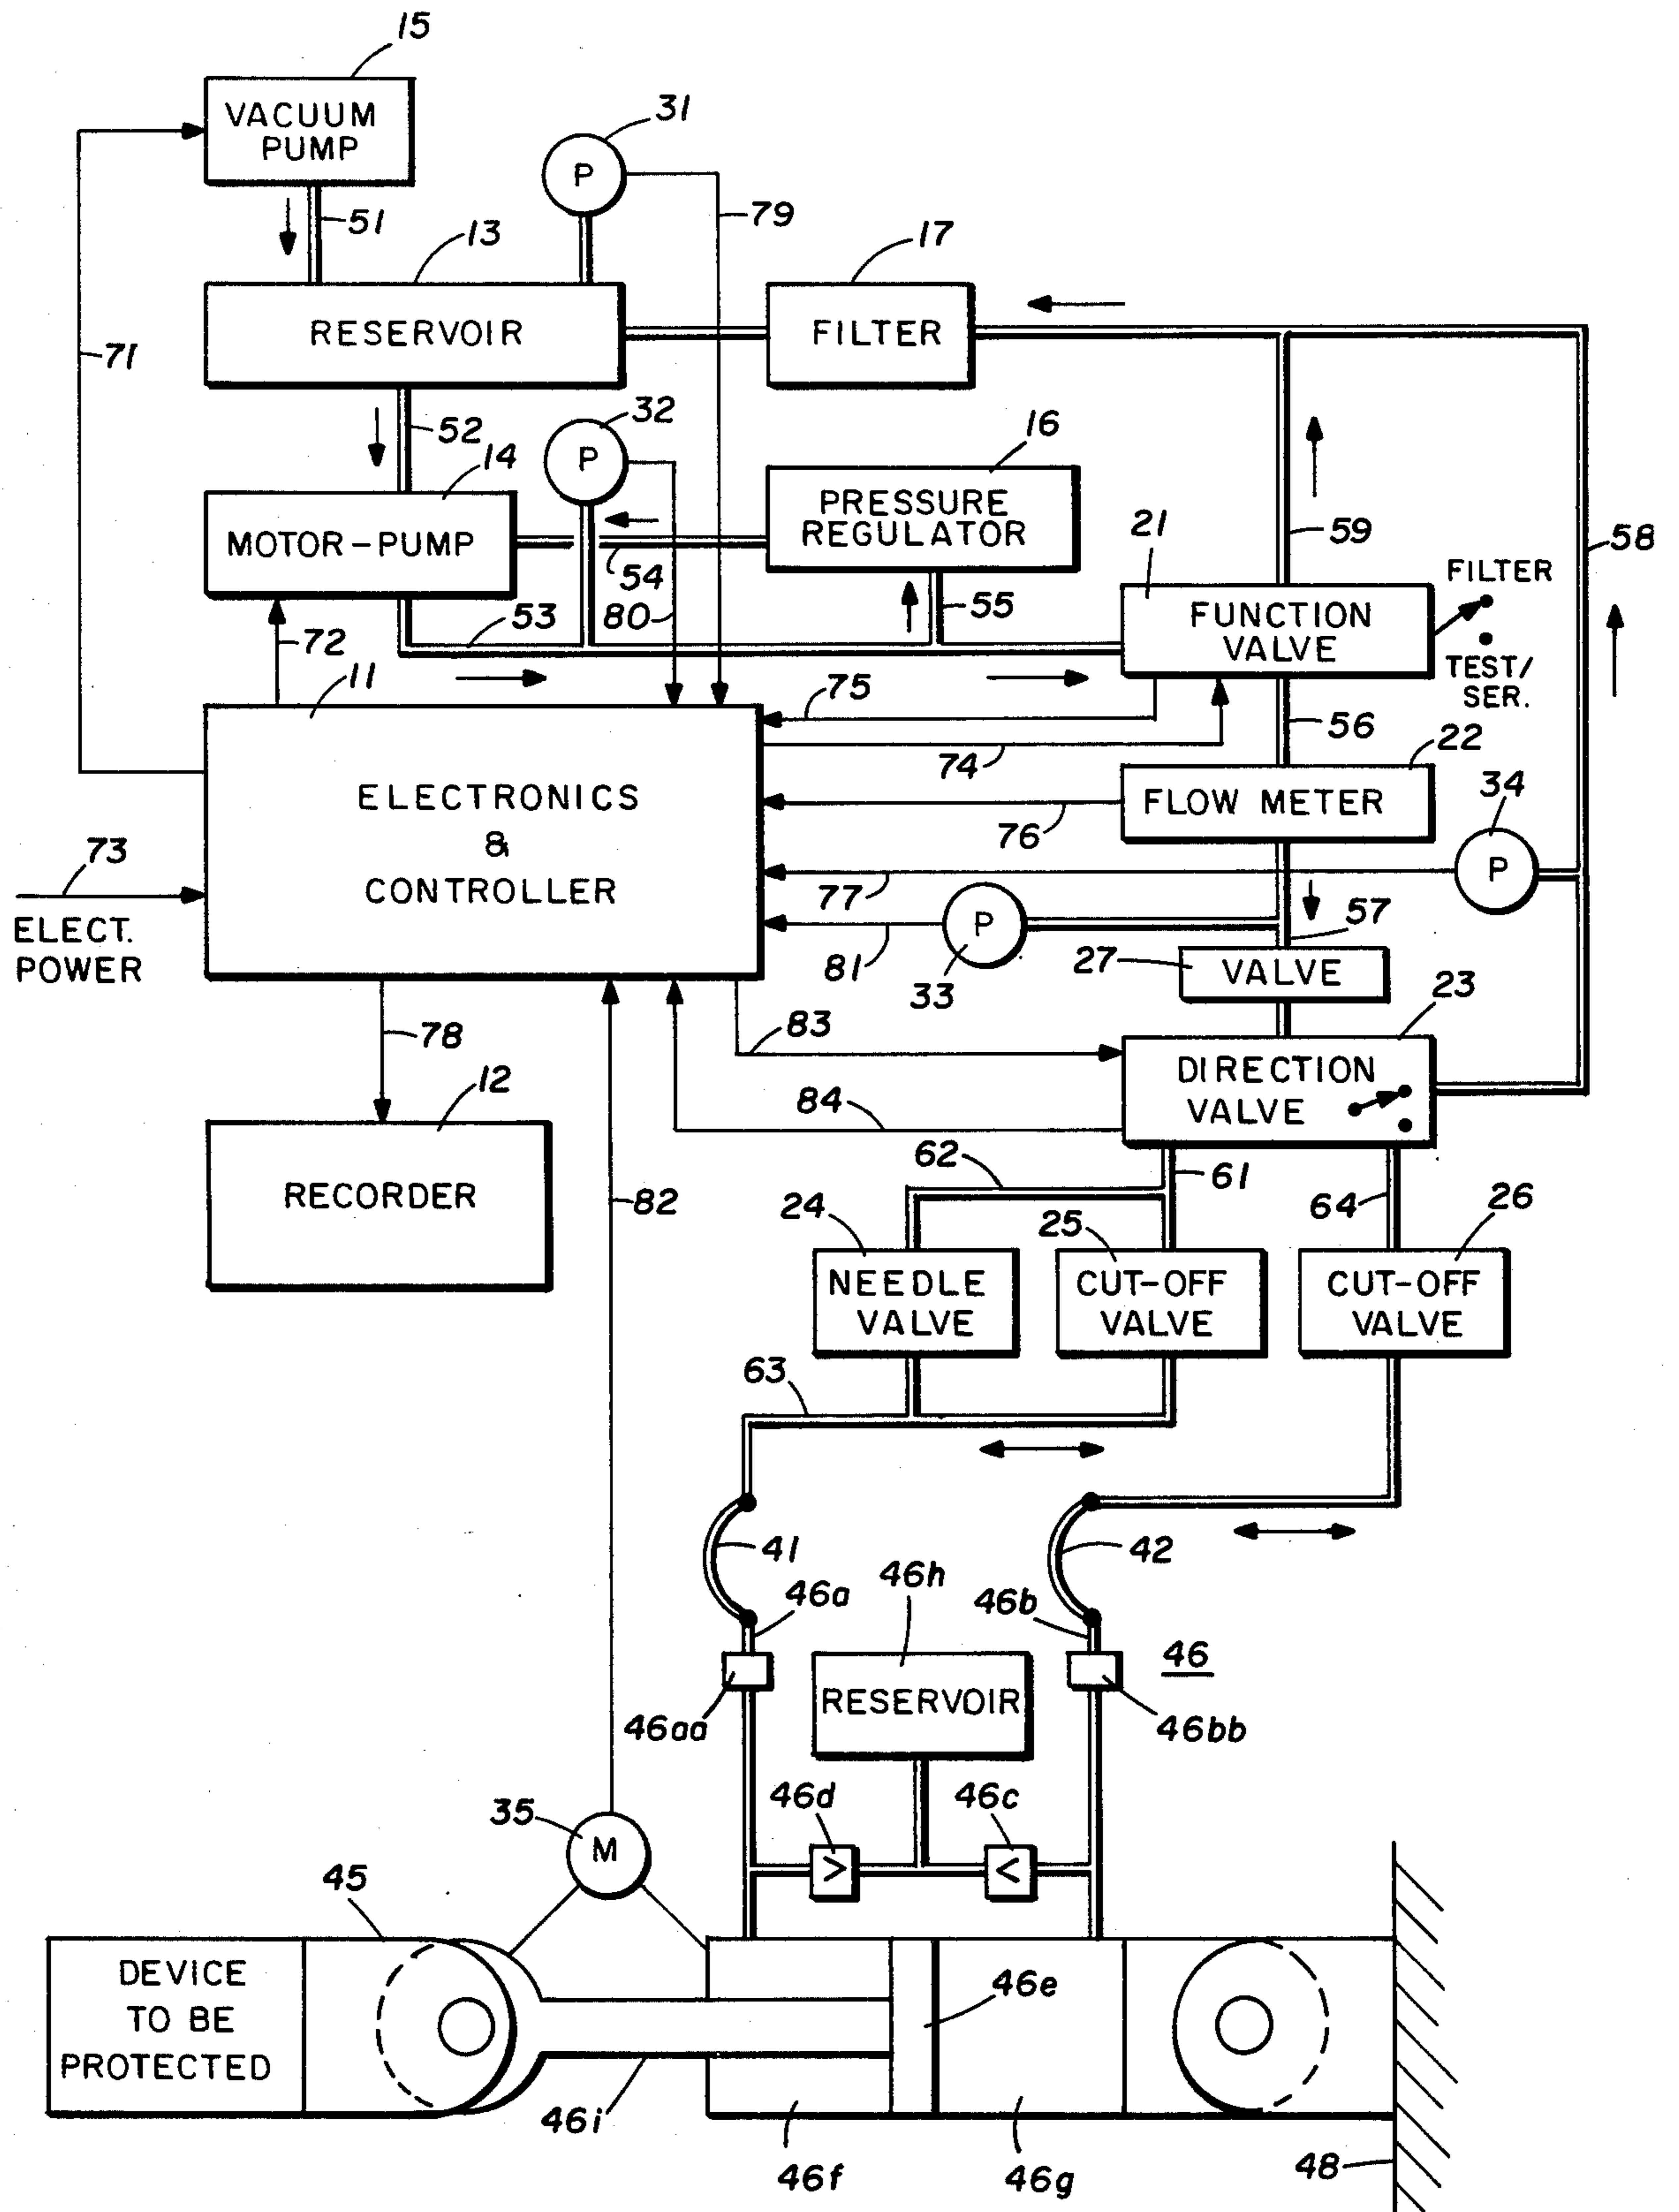 15
VACUUM
PUMP
31
P
51
79
13
17
RESERVOIR
FILTER
71
32
P
52
16
14
PRESSURE
REGULATOR
MOTOR-PUMP
21
59
58
54
FILTER
53
80
55
FUNCTION
VALVE
72
TEST/
SER.
11
75
56
74
22
ELECTRONICS
&
CONTROLLER
FLOW METER
34
76
73
P
77
ELECT.
POWER
P
57
81
33
27
VALVE
23
78
83
DIRECTION
VALVE
12
84
62
61
RECORDER
82
24
25
64
26
NEEDLE
VALVE
CUT-OFF
VALVE
CUT-OFF
VALVE
63
41
42
46h
46a
46b
46
RESERVOIR
46aa
46bb
46d
46c
35
M
>
<
45
DEVICE
TO BE
PROTECTED
46e
46i
46f
46g
48